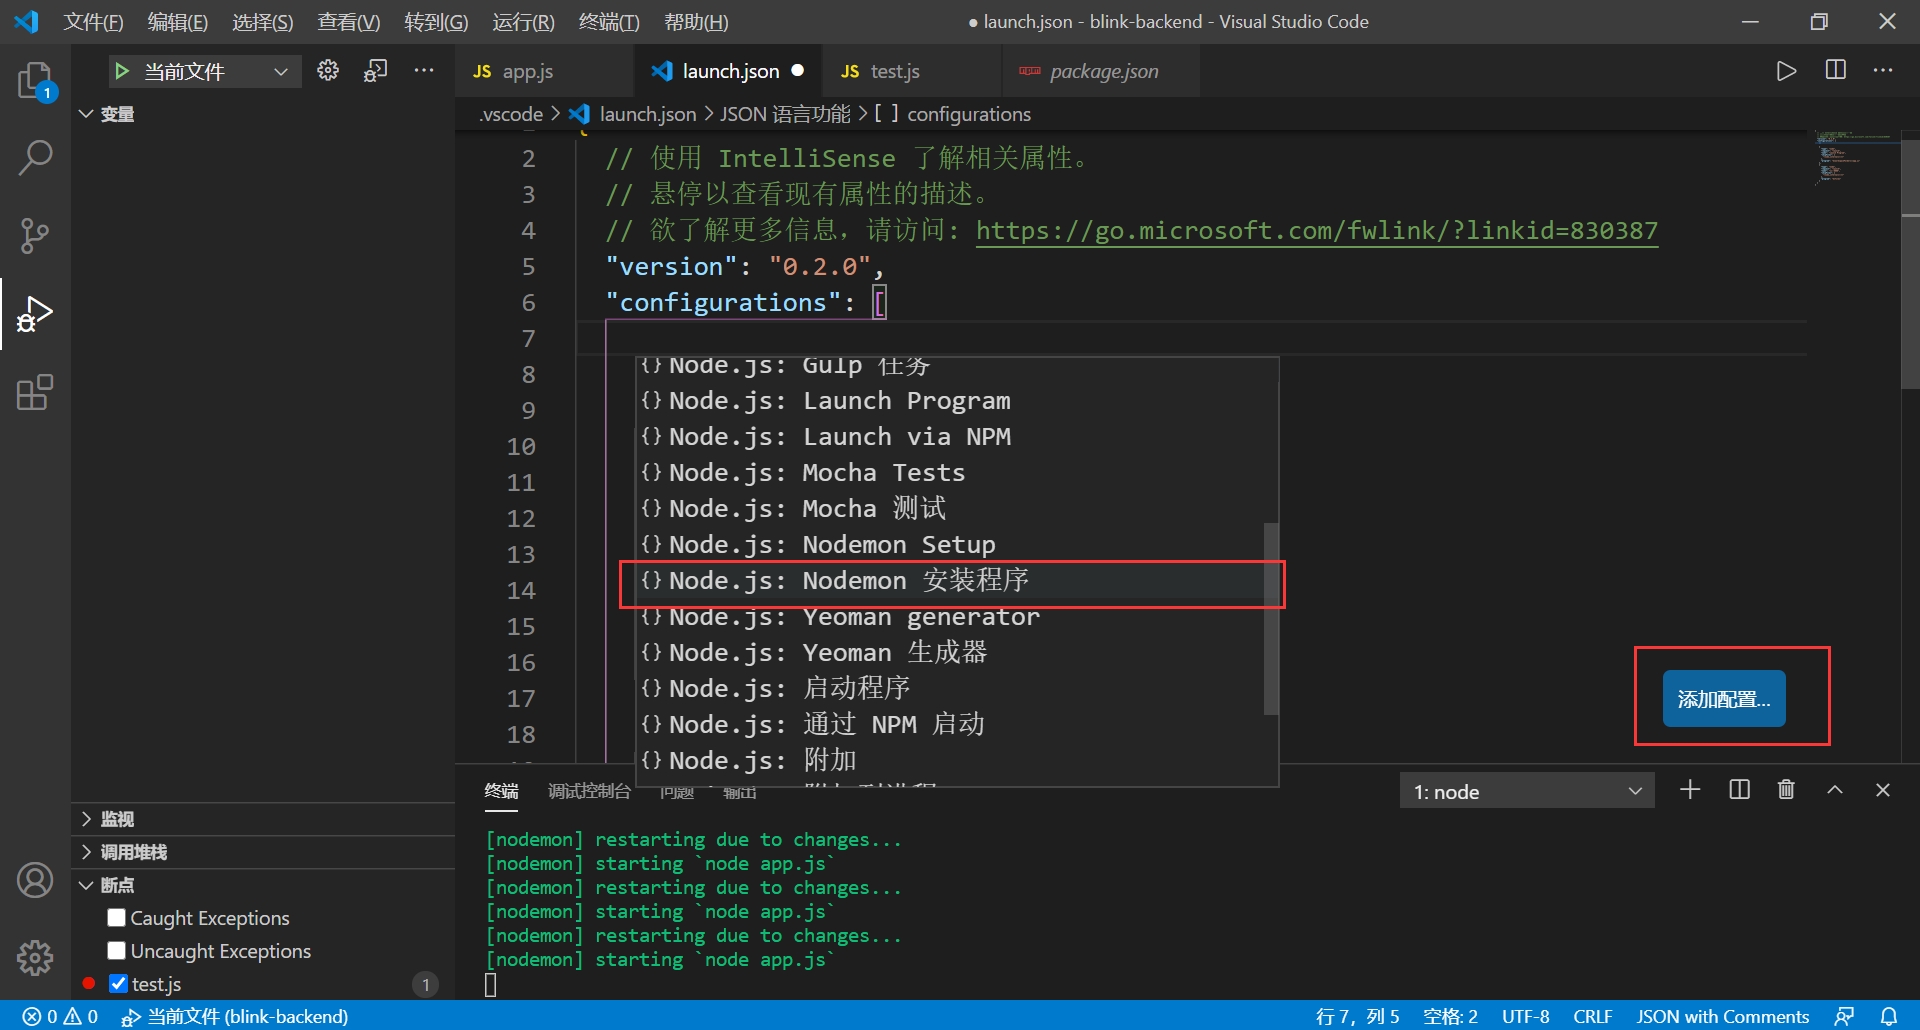 文件(F) 编辑(E) 选择(S) 查看(V) 转到(G) 运行(R) 终端(T) 帮助(H) ● launch.json - blink-backend - Visual Studio Code
当前文件 ··· JS app.js launch.json ● JS test.js package.json ···
1
变量
.vscode > launch.json > JSON 语言功能 > [ ] configurations
{
2 // 使用 IntelliSense 了解相关属性。
3 // 悬停以查看现有属性的描述。
4 // 欲了解更多信息，请访问: https://go.microsoft.com/fwlink/?linkid=830387
5 "version": "0.2.0",
6 "configurations": [
7
8 {} Node.js: Gulp 任务
9 {} Node.js: Launch Program
10 {} Node.js: Launch via NPM
11 {} Node.js: Mocha Tests
12 {} Node.js: Mocha 测试
13 {} Node.js: Nodemon Setup
14 {} Node.js: Nodemon 安装程序
15 {} Node.js: Yeoman generator
16 {} Node.js: Yeoman 生成器
17 {} Node.js: 启动程序
18 {} Node.js: 通过 NPM 启动
{} Node.js: 附加
添加配置...
终端 调试控制台 问题 输出 1: node
[nodemon] restarting due to changes...
[nodemon] starting `node app.js`
[nodemon] restarting due to changes...
[nodemon] starting `node app.js`
[nodemon] restarting due to changes...
[nodemon] starting `node app.js`
监视
调用堆栈
断点
Caught Exceptions
Uncaught Exceptions
test.js 1
0 0 当前文件 (blink-backend) 行 7，列 5 空格: 2 UTF-8 CRLF JSON with Comments